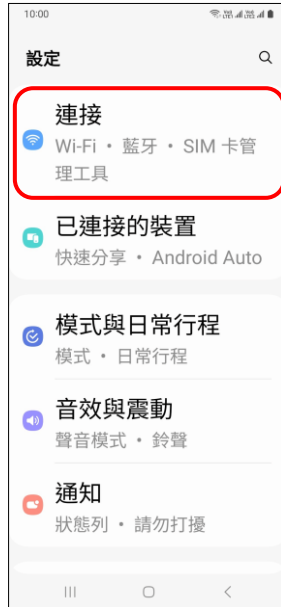 10:00
設定
連接
Wi-Fi • 藍牙 • SIM 卡管
理工具
已連接的裝置
快速分享 • Android Auto
模式與日常行程
模式 • 日常行程
音效與震動
聲音模式 • 鈴聲
通知
狀態列 • 請勿打擾